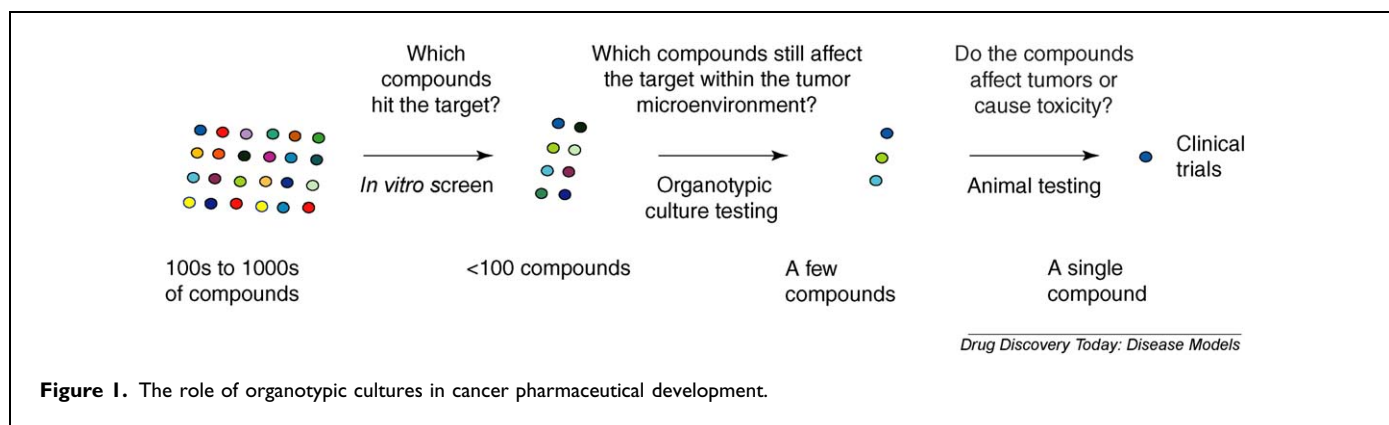 Which
compounds
hit the target?
Which compounds still affect
the target within the tumor
microenvironment?
Do the compounds
affect tumors or
cause toxicity?
In vitro screen
Organotypic
culture testing
Animal testing
Clinical
trials
100s to 1000s
of compounds
<100 compounds
A few
compounds
A single
compound
Drug Discovery Today: Disease Models
Figure 1. The role of organotypic cultures in cancer pharmaceutical development.